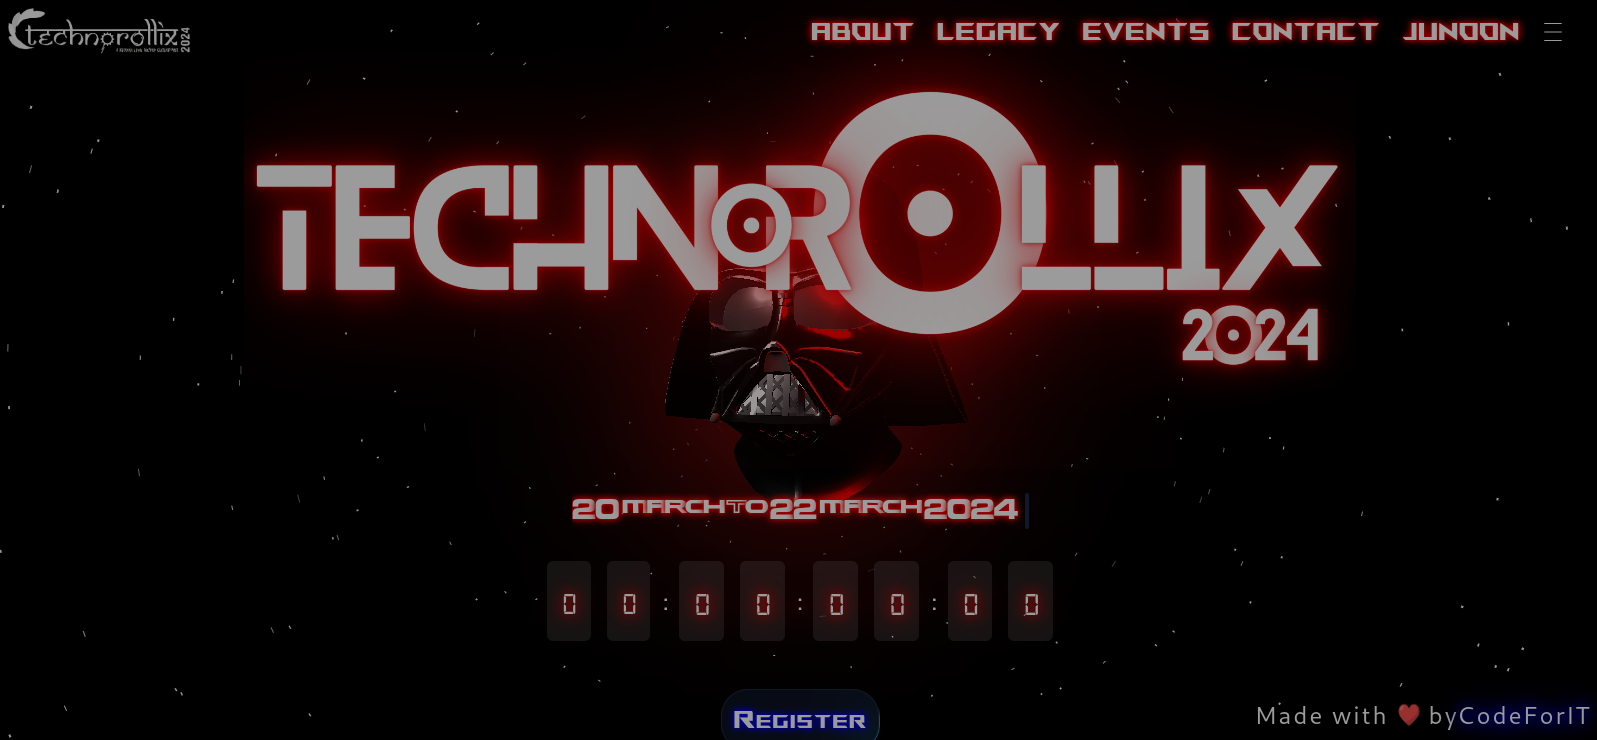 technorollix 2024
ABOUT LEGACY EVENTS CONTACT JUNOON
TECHNOROLLIX
2024
20 MARCH TO 22 MARCH 2024
0 0 : 0 0 : 0 0 : 0 0
REGISTER
Made with ❤️ byCodeForIT